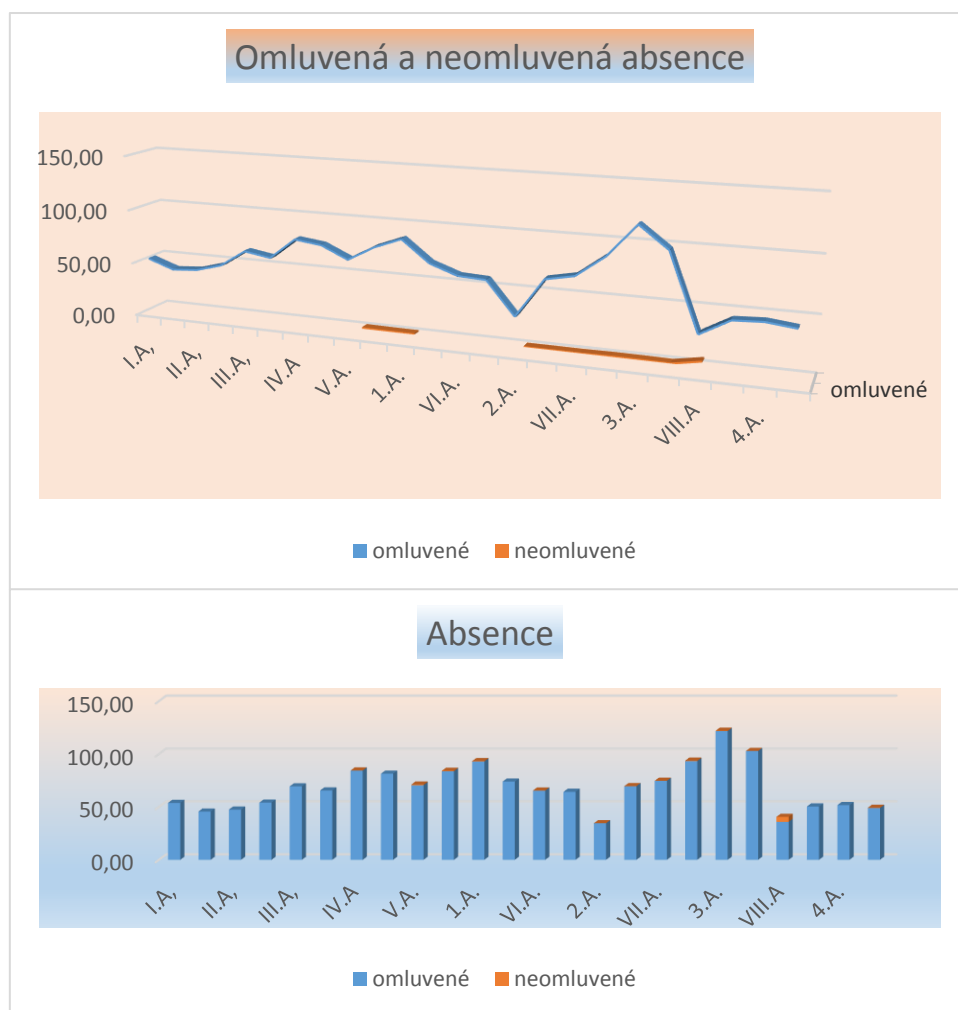 Omluvená a neomluvená absence
150,00
100,00
50,00
0,00
I.A,
II.A,
III.A,
IV.A
V.A.
1.A.
VI.A.
2.A.
VII.A.
3.A.
VIII.A
4.A.
omluvené
omluvené neomluvené
Absence
150,00
100,00
50,00
0,00
I.A,
II.A,
III.A,
IV.A
V.A.
1.A.
VI.A.
2.A.
VII.A.
3.A.
VIII.A
4.A.
omluvené neomluvené